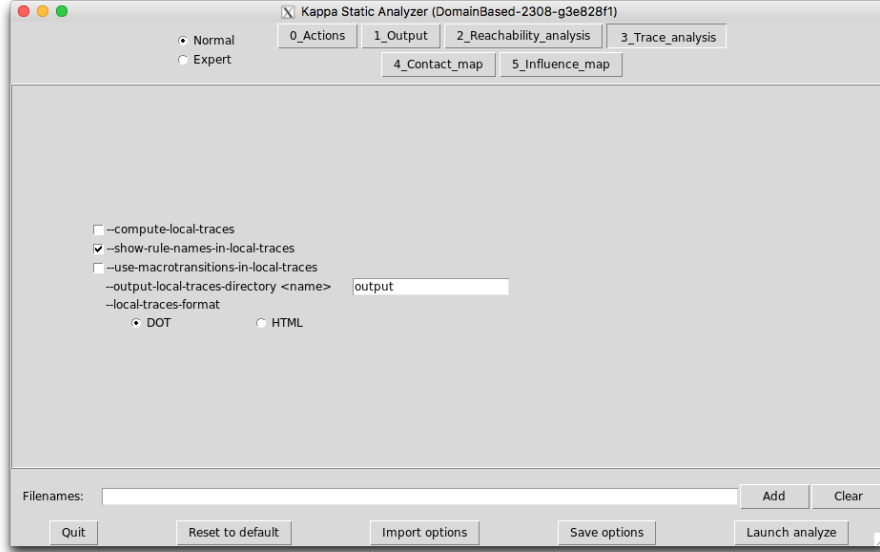 Kappa Static Analyzer (DomainBased-2308-g3e828f1)
Normal
Expert
0_Actions 1_Output 2_Reachability_analysis 3_Trace_analysis
4_Contact_map 5_Influence_map
--compute-local-traces
--show-rule-names-in-local-traces
--use-macrotransitions-in-local-traces
--output-local-traces-directory <name> output
--local-traces-format
DOT HTML
Filenames: Add Clear
Quit Reset to default Import options Save options Launch analyze